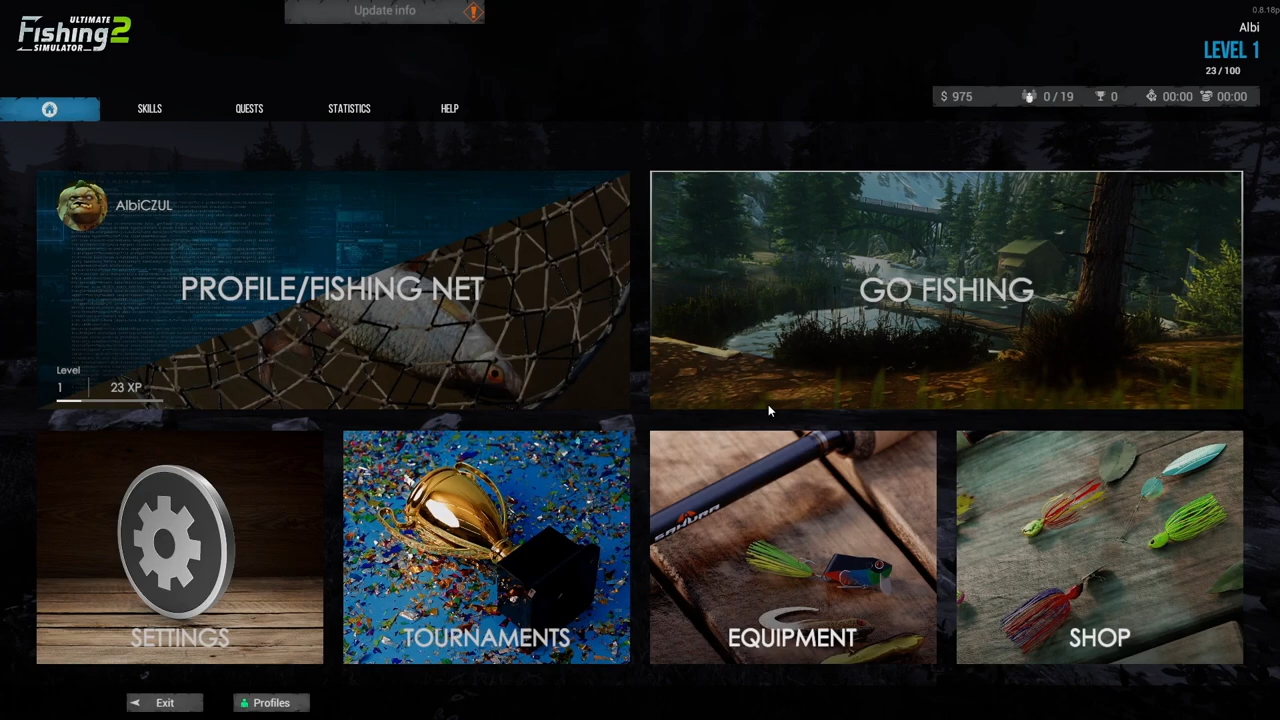 Update info
0.8.18p
ULTIMATE
Fishing 2
SIMULATOR
Albi
LEVEL 1
23 / 100
$ 975
0 / 19
0
00:00
00:00
SKILLS
QUESTS
STATISTICS
HELP
AlbiCZUL
PROFILE/FISHING NET
GO FISHING
Level
1
23 XP
SAKURA
SETTINGS
TOURNAMENTS
EQUIPMENT
SHOP
Exit
Profiles